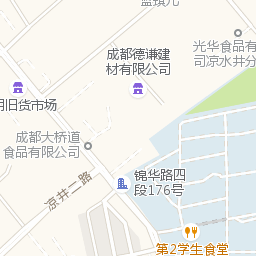 成都德谦建
材有限公司
光华食品有
司凉水井分
旧货市场
成都大桥道
食品有限公司
凉井二路
锦华路四
段176号
第2学生食堂